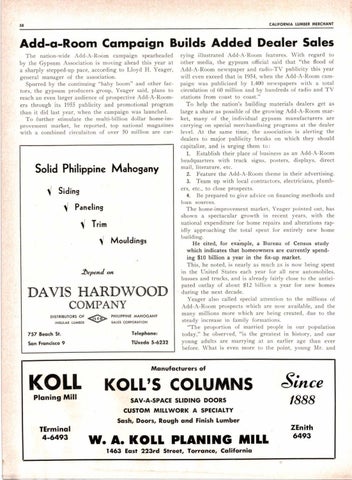 58
CALIFORNIA LUMBER MERCHANT
Add-a-Room Campaign Builds Added Dealer Sales
The nation-wide Add-A-Room campaign spearheaded
by the Gypsum Association is moving ahead this year at
a sharply stepped-up pace, according to Lloyd H. Yeager,
general manager of the association.
Spurred by the continuing "baby boom" and other fac-
tors, the gypsum producers group, Yeager said, plans to
reach an even larger audience of prospective Add-A-Room-
ers through its 1955 publicity and promotional program
than it did last year, when the campaign was launched.
To further stimulate the multi-billion dollar home-im-
provement market, he reported, top national magazines
with a combined circulation of over 50 million are car-
rying illustrated Add-A-Room features. With regard to
other media, the gypsum official said that "the flood of
Add-A-Room newspaper and radio-TV publicity this year
will even exceed that in 1954, when the Add-A-Room cam-
paign was publicized by 1,400 newspapers with a total
circulation of 60 million and by hundreds of radio and TV
stations from coast to coast."
To help the nation's building materials dealers get as
large a share as possible of the growing Add-A-Room mar-
ket, many of the individual gypsum manufacturers are
carrying on special merchandising programs at the dealer
level. At the same time, the association is alerting the
dealers to major publicity breaks on which they should
capitalize, and is urging them to:
1. Establish their place of business as an Add-A-Room
headquarters with truck signs, posters, displays, direct
mail, literature, etc.
2. Feature the Add-A-Room theme in their advertising.
3. Team up with local contractors, electricians, plumb-
ers, etc., to close prospects.
4. Be prepared to give advice on financing methods and
loan sources.
The home-improvement market, Yeager pointed out, has
shown a spectacular growth in recent years, with the
national expenditure for home repairs and alterations rap-
idly approaching the total spent for entirely new home
building.
He cited, for example, a Bureau of Census study
which indicates that homeowners are currently spend-
ing $10 billion a year in the fix-up market.
This, he noted, is nearly as much as is now being spent
in the United States each year for all new automobiles,
busses and trucks, and is already fairly close to the antici-
pated outlay of about $12 billion a year for new homes
during the next decade.
Yeager also called special attention to the millions of
Add-A-Room prospects which are now available, and the
many millions more which are being created, due to the
steady increase in family formations.
"The proportion of married people in our population
today," he observed, "is the greatest in history, and our
young adults are marrying at an earlier age than ever
before. What is even more to the point, young Mr. and
Solid Philippine Mahogany
Siding
Paneling
Trim
Mouldings
Depend on
DAVIS HARDWOOD
COMPANY
DISTRIBUTORS OF PHILIPPINE MAHOGANY
INSULAR LUMBER SALES CORPORATION
757 Beach St. Telephone:
San Francisco 9 TUxedo 5-6232
Manufacturers of
KOLL
Planing Mill
TErminal
4-6493
KOLL'S COLUMNS
SAV-A-SPACE SLIDING DOORS
CUSTOM MILLWORK A SPECIALTY
Sash, Doors, Rough and Finish Lumber
W. A. KOLL PLANING MILL
1463 East 223rd Street, Torrance, California
Since
1888
ZEnith
6493